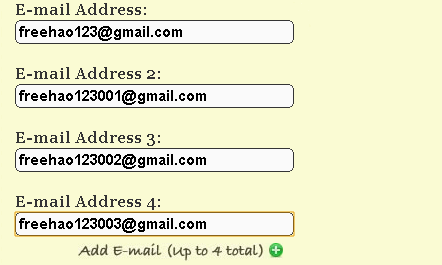 E-mail Address:
freehao123@gmail.com
E-mail Address 2:
freehao123001@gmail.com
E-mail Address 3:
freehao123002@gmail.com
E-mail Address 4:
freehao123003@gmail.com
Add E-mail (Up to 4 total)